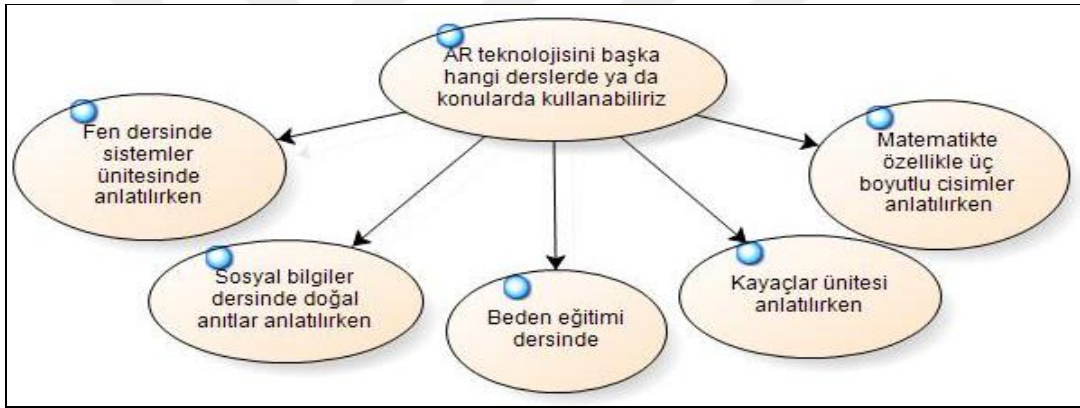 AR teknolojisini başka
hangi derslerde ya da
konularda kullanabiliriz
Fen dersinde
sistemler
ünitesinde
anlatılırken
Sosyal bilgiler
dersinde doğal
anıtlar anlatılırken
Beden eğitimi
dersinde
Kayaçlar ünitesi
anlatılırken
Matematikte
özellikle üç
boyutlu cisimler
anlatılırken